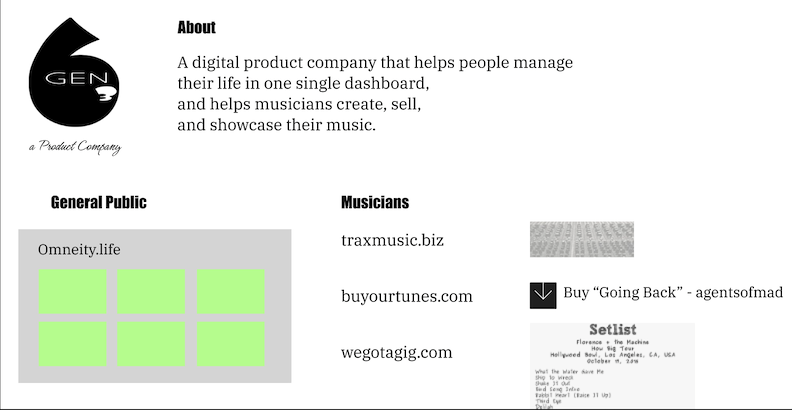 GEN
a Product Company
About
A digital product company that helps people manage
their life in one single dashboard,
and helps musicians create, sell,
and showcase their music.
General Public
Omneity.life
Musicians
traxmusic.biz
buyourtunes.com
Buy “Going Back” - agentsofmad
wegotagig.com
Setlist
Florence + the Machine
How Big Tour
Hollywood Bowl, Los Angeles, CA, USA
October 19, 2015
What The Water Gave Me
Ship To Wreck
Shake It Out
Bird Song Intro
Rabbit Heart (Raise It Up)
Third Eye
Delilah